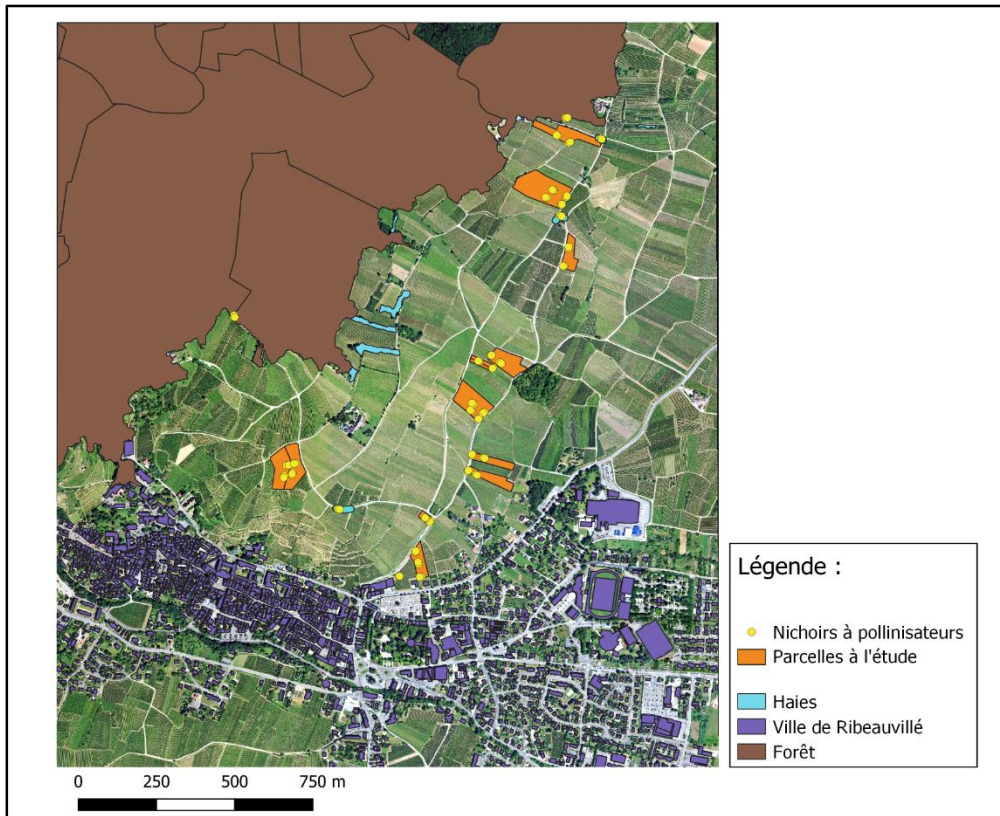 Légende :
Nichoirs à pollinisateurs
Parcelles à l'étude
Haies
Ville de Ribeauvillé
Forêt
0 250 500 750 m